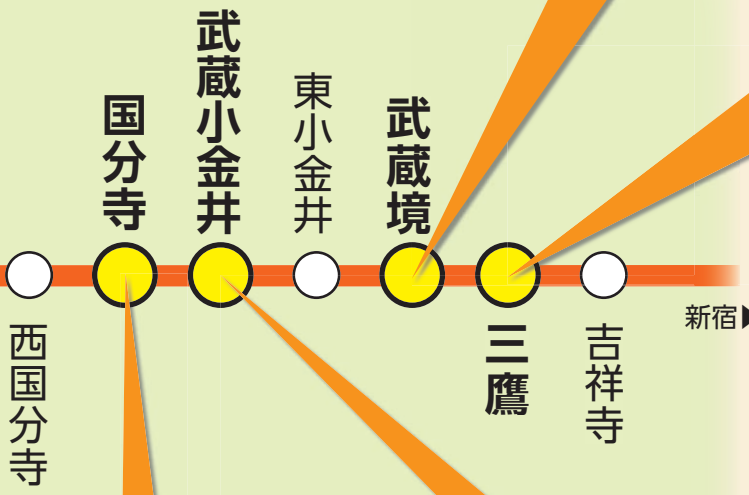 西国分寺
国分寺
武蔵小金井
東小金井
武蔵境
三鷹
吉祥寺
新宿▶